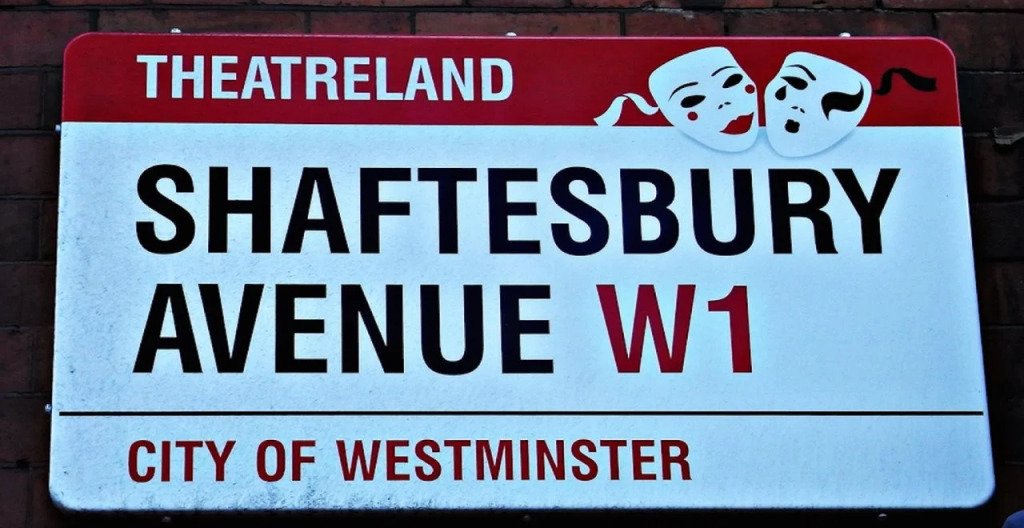 THEATRELAND
SHAFTESBURY
AVENUE W1
CITY OF WESTMINSTER